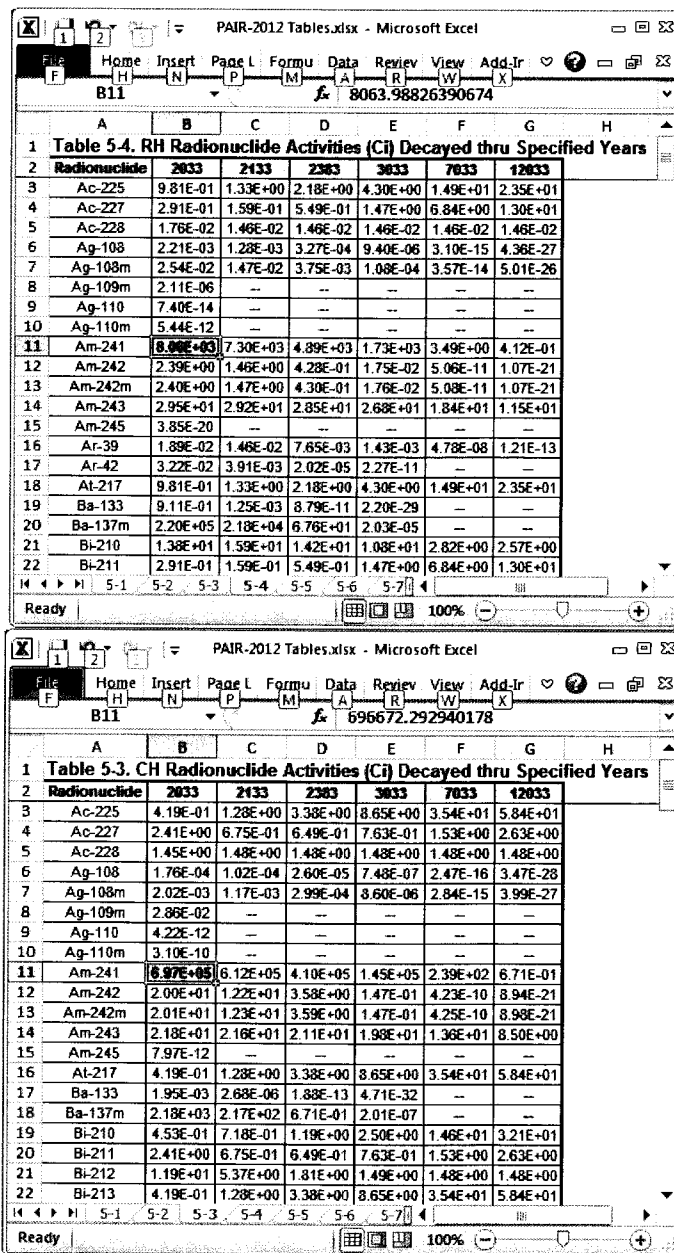 PAIR-2012 Tables.xlsx - Microsoft Excel
1 2
File Home Insert Page L Formu Data Reviev View Add-Ir
F H N P M A R W X
B11 fx 8063.98826390674
A B C D E F G H
1 Table 5-4. RH Radionuclide Activities (Ci) Decayed thru Specified Years
2 Radionuclide 2033 2133 2383 3033 7033 12033
3 Ac-225 9.81E-01 1.33E+00 2.18E+00 4.30E+00 1.49E+01 2.35E+01
4 Ac-227 2.91E-01 1.59E-01 5.49E-01 1.47E+00 6.84E+00 1.30E+01
5 Ac-228 1.76E-02 1.46E-02 1.46E-02 1.46E-02 1.46E-02 1.46E-02
6 Ag-108 2.21E-03 1.28E-03 3.27E-04 9.40E-06 3.10E-15 4.36E-27
7 Ag-108m 2.54E-02 1.47E-02 3.75E-03 1.08E-04 3.57E-14 5.01E-26
8 Ag-109m 2.11E-06 -- -- -- -- --
9 Ag-110 7.40E-14 -- -- -- -- --
10 Ag-110m 5.44E-12 -- -- -- -- --
11 Am-241 8.06E+03 7.30E+03 4.89E+03 1.73E+03 3.49E+00 4.12E-01
12 Am-242 2.39E+00 1.46E+00 4.28E-01 1.75E-02 5.06E-11 1.07E-21
13 Am-242m 2.40E+00 1.47E+00 4.30E-01 1.76E-02 5.08E-11 1.07E-21
14 Am-243 2.95E+01 2.92E+01 2.85E+01 2.68E+01 1.84E+01 1.15E+01
15 Am-245 3.85E-20 -- -- -- -- --
16 Ar-39 1.89E-02 1.46E-02 7.65E-03 1.43E-03 4.78E-08 1.21E-13
17 Ar-42 3.22E-02 3.91E-03 2.02E-05 2.27E-11 -- --
18 At-217 9.81E-01 1.33E+00 2.18E+00 4.30E+00 1.49E+01 2.35E+01
19 Ba-133 9.11E-01 1.25E-03 8.79E-11 2.20E-29 -- --
20 Ba-137m 2.20E+05 2.18E+04 6.76E+01 2.03E-05 -- --
21 Bi-210 1.38E+01 1.59E+01 1.42E+01 1.08E+01 2.82E+00 2.57E+00
22 Bi-211 2.91E-01 1.59E-01 5.49E-01 1.47E+00 6.84E+00 1.30E+01
5-1 5-2 5-3 5-4 5-5 5-6 5-7
Ready 100%
PAIR-2012 Tables.xlsx - Microsoft Excel
1 2
File Home Insert Page L Formu Data Reviev View Add-Ir
F H N P M A R W X
B11 fx 696672.292940178
A B C D E F G H
1 Table 5-3. CH Radionuclide Activities (Ci) Decayed thru Specified Years
2 Radionuclide 2033 2133 2383 3033 7033 12033
3 Ac-225 4.19E-01 1.28E+00 3.38E+00 8.65E+00 3.54E+01 5.84E+01
4 Ac-227 2.41E+00 6.75E-01 6.49E-01 7.63E-01 1.53E+00 2.63E+00
5 Ac-228 1.45E+00 1.48E+00 1.48E+00 1.48E+00 1.48E+00 1.48E+00
6 Ag-108 1.76E-04 1.02E-04 2.60E-05 7.48E-07 2.47E-16 3.47E-28
7 Ag-108m 2.02E-03 1.17E-03 2.99E-04 8.60E-06 2.84E-15 3.99E-27
8 Ag-109m 2.86E-02 -- -- -- -- --
9 Ag-110 4.22E-12 -- -- -- -- --
10 Ag-110m 3.10E-10 -- -- -- -- --
11 Am-241 6.97E+05 6.12E+05 4.10E+05 1.45E+05 2.39E+02 6.71E-01
12 Am-242 2.00E+01 1.22E+01 3.58E+00 1.47E-01 4.23E-10 8.94E-21
13 Am-242m 2.01E+01 1.23E+01 3.59E+00 1.47E-01 4.25E-10 8.98E-21
14 Am-243 2.18E+01 2.16E+01 2.11E+01 1.98E+01 1.36E+01 8.50E+00
15 Am-245 7.97E-12 -- -- -- -- --
16 At-217 4.19E-01 1.28E+00 3.38E+00 8.65E+00 3.54E+01 5.84E+01
17 Ba-133 1.95E-03 2.68E-06 1.88E-13 4.71E-32 -- --
18 Ba-137m 2.18E+03 2.17E+02 6.71E-01 2.01E-07 -- --
19 Bi-210 4.53E-01 7.18E-01 1.19E+00 2.50E+00 1.46E+01 3.21E+01
20 Bi-211 2.41E+00 6.75E-01 6.49E-01 7.63E-01 1.53E+00 2.63E+00
21 Bi-212 1.19E+01 5.37E+00 1.81E+00 1.49E+00 1.48E+00 1.48E+00
22 Bi-213 4.19E-01 1.28E+00 3.38E+00 8.65E+00 3.54E+01 5.84E+01
5-1 5-2 5-3 5-4 5-5 5-6 5-7
Ready 100%